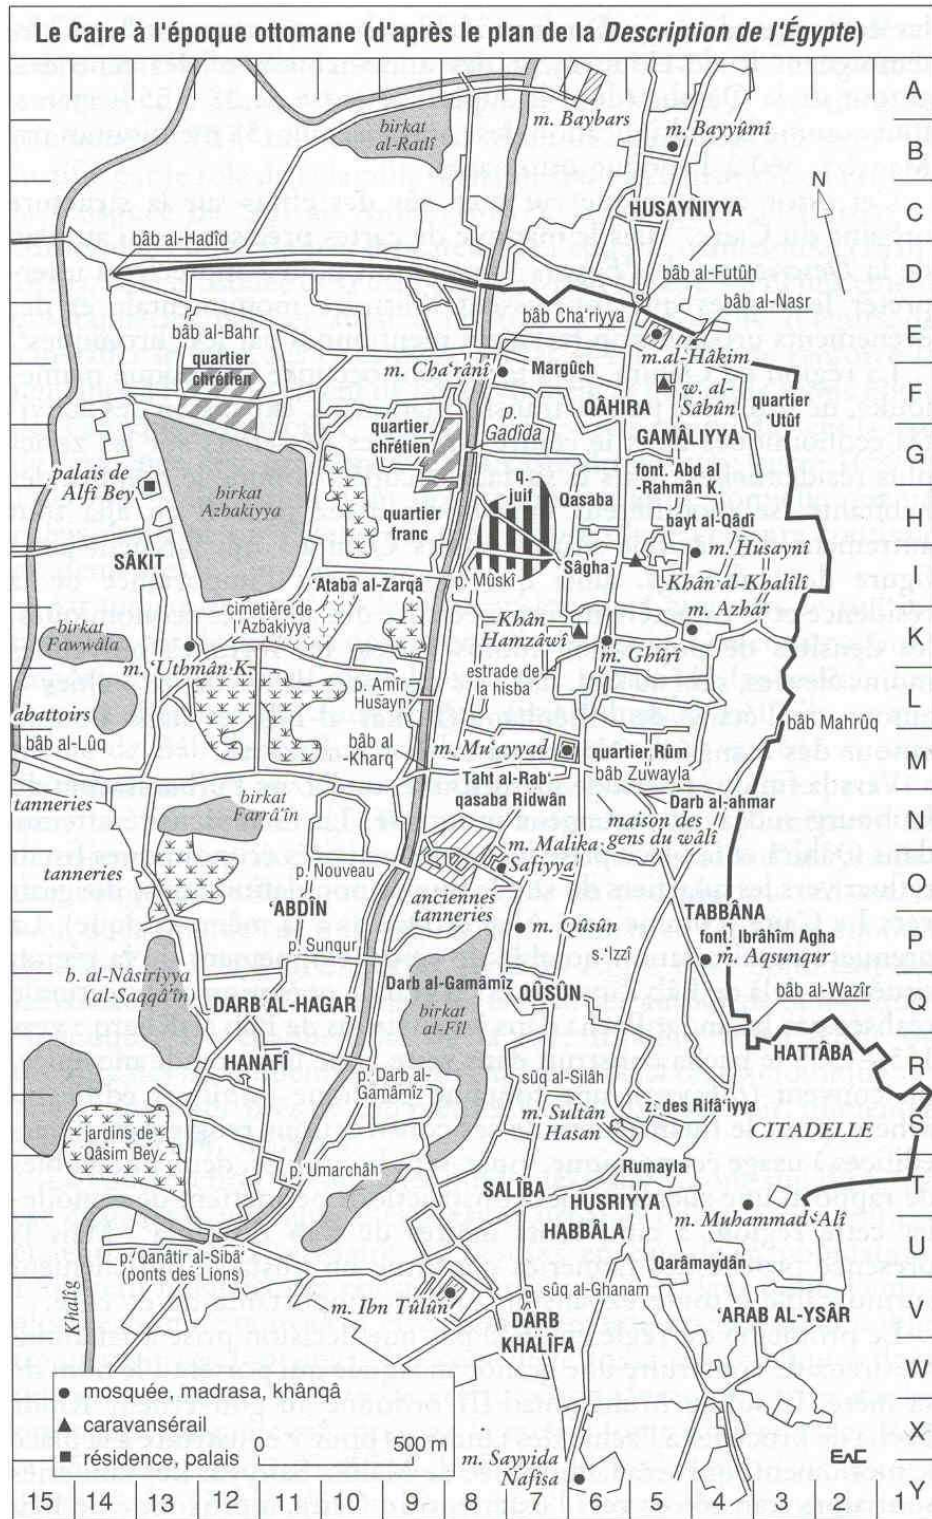 Le Caire à l'époque ottomane (d'après le plan de la Description de l'Égypte)
A
m. Baybars
birkat
al-Ratlî
m. Bayyûmî
B
N
C
HUSAYNIYYA
bâb al-Hadîd
D
bâb al-Futûh
bâb al-Nasr
bâb Cha'riyya
E
bâb al-Bahr
m. al-Hâkim
quartier
chrétien
m. Cha'rânî
Margûch
w. al-
Sâbûn
quartier
'Utûf
F
QÂHIRA
p.
Gadîda
GAMÂLIYYA
quartier
chrétien
G
font. Abd al
-Rahmân K.
palais de
Alfî Bey
birkat
Azbakiyya
q.
juif
Qasaba
quartier
franc
bayt al-Qâdî
H
m. Husaynî
SÂKIT
'Ataba al-Zarqâ'
p. Mûskî
Sâgha
Khân al-Khalîlî
I
cimetière de
l'Azbakiyya
Khân
Hamzâwî
m. Azhar
birkat
Fawwâla
K
m. 'Uthmân K.
m. Ghûrî
p. Amîr
Husayn
estrade de
la hisba
L
abattoirs
bâb al-Lûq
bâb al
-Kharq
m. Mu'ayyad
quartier Rûm
bâb Mahrûq
M
Taht al-Rab'
bâb Zuwayla
tanneries
birkat
Farrâ'în
qasaba Ridwân
Darb al-ahmar
maison des
gens du wâlî
N
m. Malika
Safiyya
tanneries
p. Nouveau
O
'ABDÎN
anciennes
tanneries
TABBÂNA
m. Qûsûn
font. Ibrâhîm Agha
P
p. Sunqur
s. 'Izzî
m. Aqsunqur
b. al-Nâsiriyya
(al-Saqqâ'în)
Darb al-Gamâmîz
bâb al-Wazîr
DARB AL-HAGAR
QÛSÛN
Q
birkat
al-Fîl
HANAFÎ
HATTÂBA
p. Darb al-
Gamâmîz
sûq al-Silâh
R
z. des Rifâ'iyya
m. Sultân
Hasan
jardins de
Qâsim Bey
CITADELLE
S
p. Umarchâh
Rumayla
SALÎBA
HUSRIYYA
T
m. Muhammad 'Alî
HABBÂLA
p. Qanâtir al-Sibâ'
(ponts des Lions)
U
Qarâmaydân
Khalîg
m. Ibn Tûlûn
sûq al-Ghanam
'ARAB AL-YSÂR
V
DARB
KHALÎFA
W
mosquée, madrasa, khânqâ
caravansérail
résidence, palais
0 500 m
X
m. Sayyida
Nafîsa
Y
15 14 13 12 11 10 9 8 7 6 5 4 3 2 1